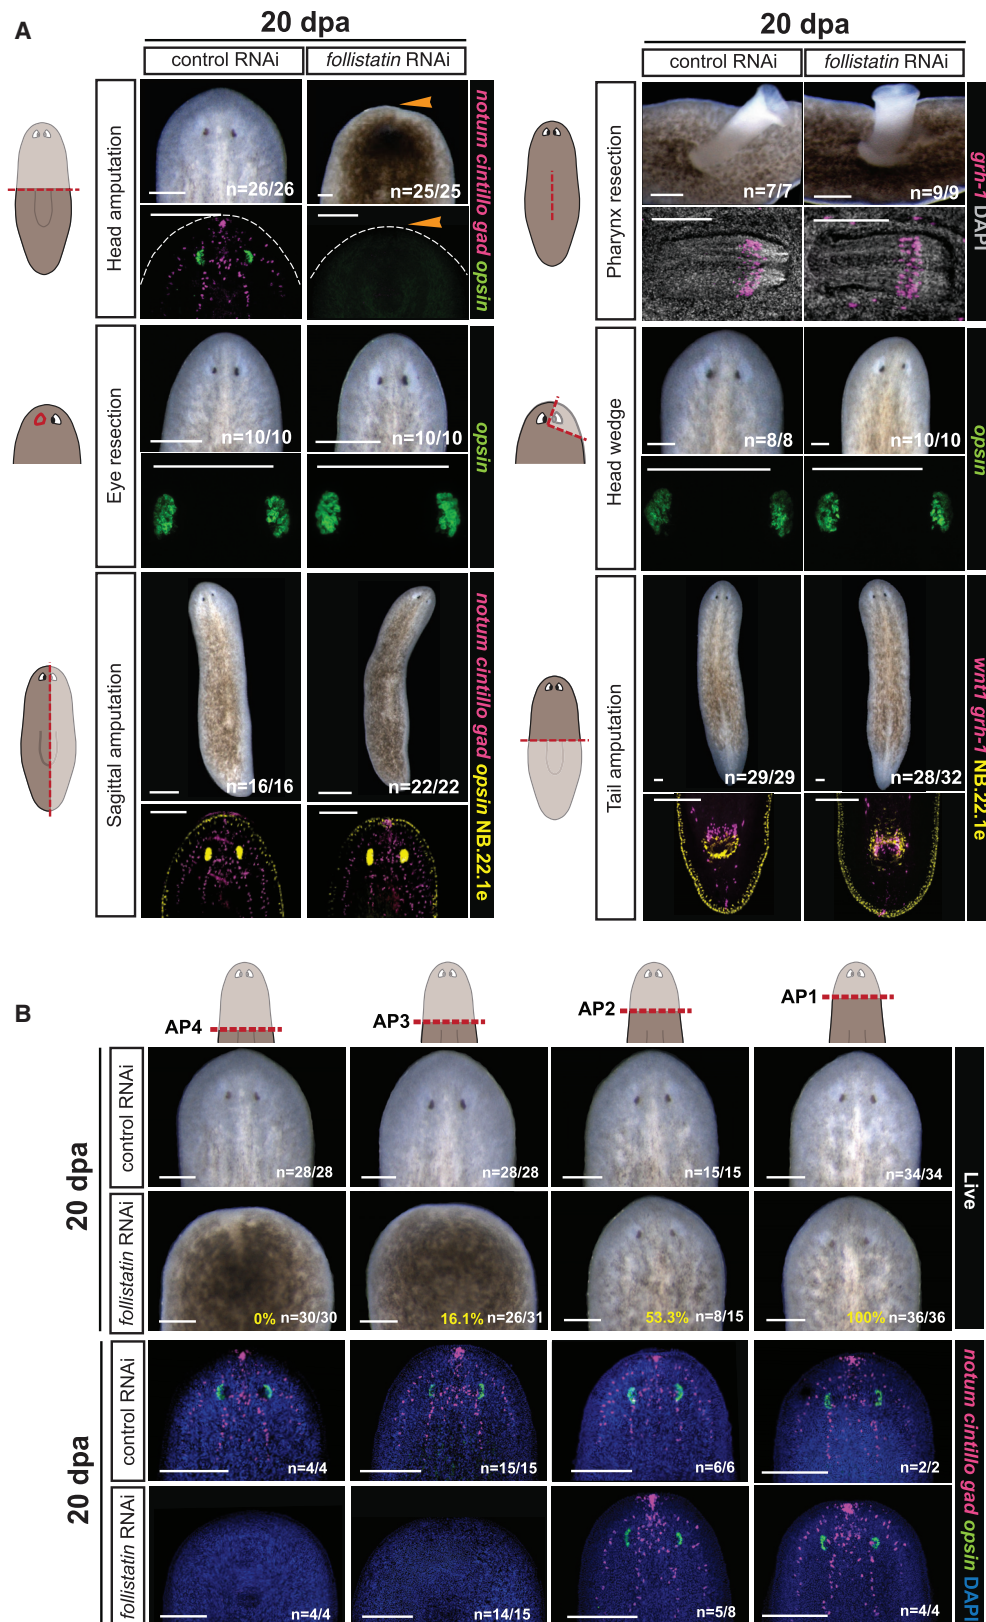 A
20 dpa
control RNAi
follistatin RNAi
Head amputation
n=26/26
n=25/25
notum cintillo gad opsin
Eye resection
n=10/10
n=10/10
opsin
Sagittal amputation
n=16/16
n=22/22
notum cintillo gad opsin NB.22.1e
20 dpa
control RNAi
follistatin RNAi
Pharynx resection
n=7/7
n=9/9
grh-1 DAPI
Head wedge
n=8/8
n=10/10
opsin
Tail amputation
n=29/29
n=28/32
wnt1 grh-1 NB.22.1e
B
AP4
AP3
AP2
AP1
20 dpa
control RNAi
n=28/28
n=28/28
n=15/15
n=34/34
follistatin RNAi
0% n=30/30
16.1% n=26/31
53.3% n=8/15
100% n=36/36
Live
20 dpa
control RNAi
n=4/4
n=15/15
n=6/6
n=2/2
follistatin RNAi
n=4/4
n=14/15
n=5/8
n=4/4
notum cintillo gad opsin DAPI